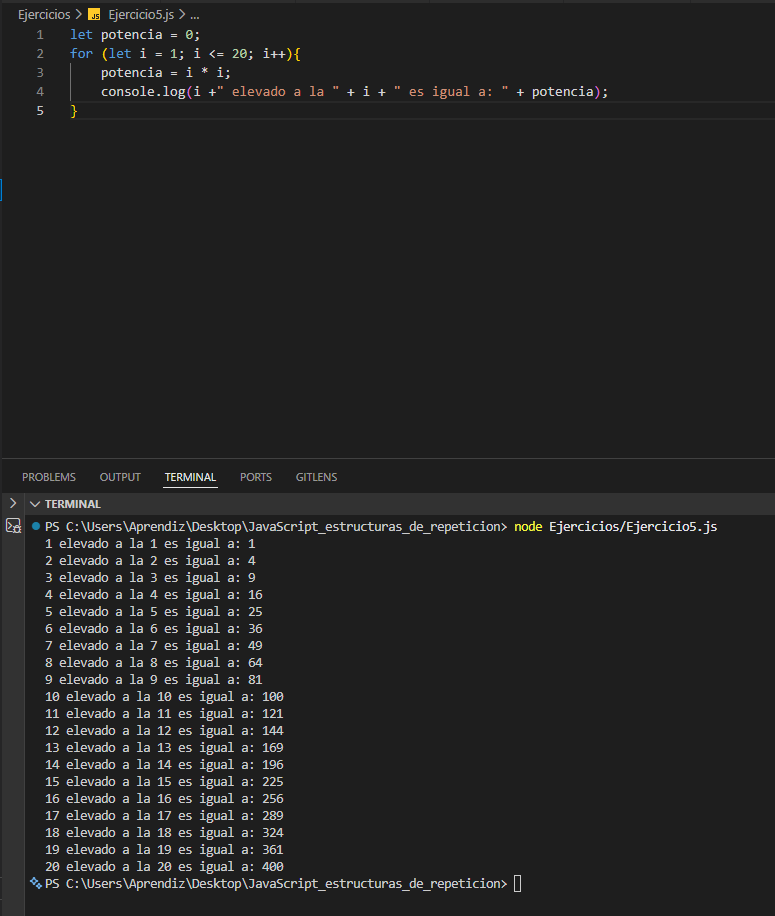 Ejercicios > JS Ejercicio5.js > ...
1 let potencia = 0;
2 for (let i = 1; i <= 20; i++){
3 potencia = i * i;
4 console.log(i +" elevado a la " + i + " es igual a: " + potencia);
5 }
PROBLEMS OUTPUT TERMINAL PORTS GITLENS
TERMINAL
PS C:\Users\Aprendiz\Desktop\JavaScript_estructuras_de_repeticion> node Ejercicios/Ejercicio5.js
1 elevado a la 1 es igual a: 1
2 elevado a la 2 es igual a: 4
3 elevado a la 3 es igual a: 9
4 elevado a la 4 es igual a: 16
5 elevado a la 5 es igual a: 25
6 elevado a la 6 es igual a: 36
7 elevado a la 7 es igual a: 49
8 elevado a la 8 es igual a: 64
9 elevado a la 9 es igual a: 81
10 elevado a la 10 es igual a: 100
11 elevado a la 11 es igual a: 121
12 elevado a la 12 es igual a: 144
13 elevado a la 13 es igual a: 169
14 elevado a la 14 es igual a: 196
15 elevado a la 15 es igual a: 225
16 elevado a la 16 es igual a: 256
17 elevado a la 17 es igual a: 289
18 elevado a la 18 es igual a: 324
19 elevado a la 19 es igual a: 361
20 elevado a la 20 es igual a: 400
PS C:\Users\Aprendiz\Desktop\JavaScript_estructuras_de_repeticion>